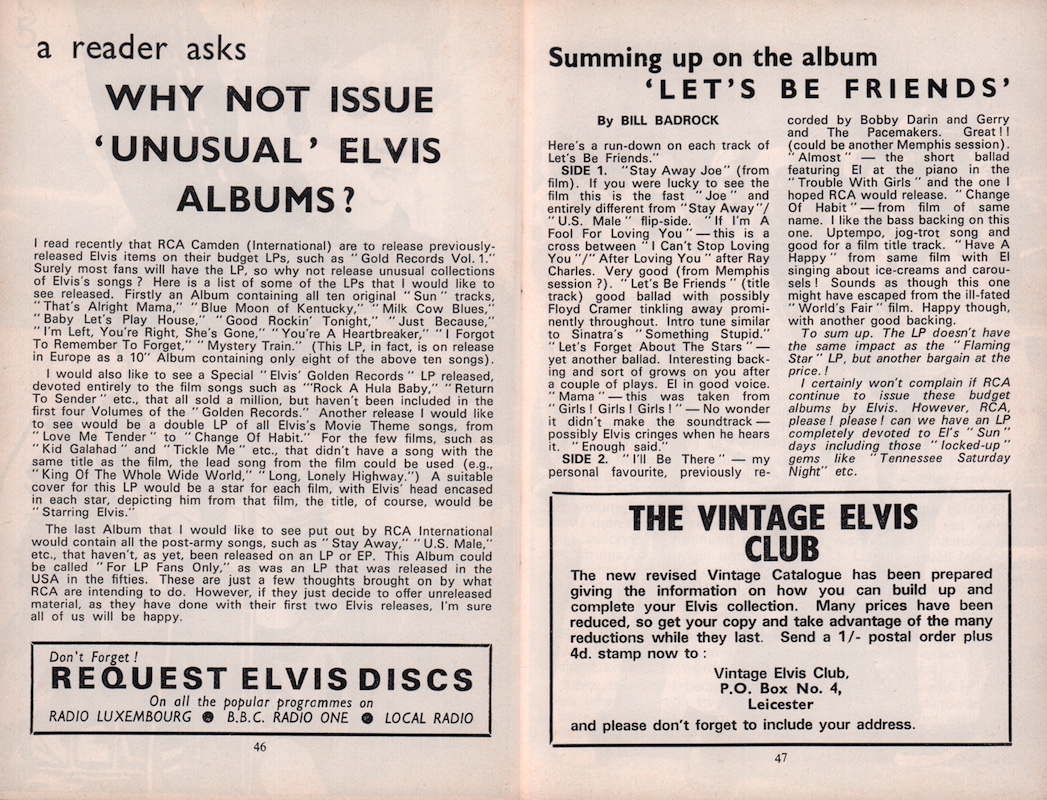 a reader asks
WHY NOT ISSUE
‘UNUSUAL’ ELVIS
ALBUMS?
I read recently that RCA Camden (International) are to release previously-
released Elvis items on their budget LPs, such as "Gold Records Vol. 1."
Surely most fans will have the LP, so why not release unusual collections
of Elvis's songs? Here is a list of some of the LPs that I would like to
see released. Firstly an Album containing all ten original "Sun" tracks,
"That's Alright Mama," "Blue Moon of Kentucky," "Milk Cow Blues,"
"Baby Let's Play House," "Good Rockin' Tonight," "Just Because,"
"I'm Left, You're Right, She's Gone," "You're A Heartbreaker," "I Forgot
To Remember To Forget," "Mystery Train." (This LP, in fact, is on release
in Europe as a 10" Album containing only eight of the above ten songs).
I would also like to see a Special "Elvis' Golden Records" LP released,
devoted entirely to the film songs such as "'Rock A Hula Baby," "Return
To Sender" etc., that all sold a million, but haven't been included in the
first four Volumes of the "Golden Records." Another release I would like
to see would be a double LP of all Elvis's Movie Theme songs, from
"Love Me Tender" to "Change Of Habit." For the few films, such as
"Kid Galahad" and "Tickle Me" etc., that didn't have a song with the
same title as the film, the lead song from the film could be used (e.g.,
"King Of The Whole Wide World," "Long, Lonely Highway.") A suitable
cover for this LP would be a star for each film, with Elvis' head encased
in each star, depicting him from that film, the title, of course, would be
"Starring Elvis."
The last Album that I would like to see put out by RCA International
would contain all the post-army songs, such as "Stay Away," "U.S. Male,"
etc., that haven't, as yet, been released on an LP or EP. This Album could
be called "For LP Fans Only," as was an LP that was released in the
USA in the fifties. These are just a few thoughts brought on by what
RCA are intending to do. However, if they just decide to offer unreleased
material, as they have done with their first two Elvis releases, I'm sure
all of us will be happy.
Don't Forget!
REQUEST ELVIS DISCS
On all the popular programmes on
RADIO LUXEMBOURG ● B.B.C. RADIO ONE ● LOCAL RADIO
46
Summing up on the album
‘LET'S BE FRIENDS’
By BILL BADROCK
Here's a run-down on each track of
Let's Be Friends."
SIDE 1. "Stay Away Joe" (from
film). If you were lucky to see the
film this is the fast "Joe" and
entirely different from "Stay Away"/
"U.S. Male" flip-side. "If I'm A
Fool For Loving You"—this is a
cross between "I Can't Stop Loving
You"/"After Loving You" after Ray
Charles. Very good (from Memphis
session?). "Let's Be Friends" (title
track) good ballad with possibly
Floyd Cramer tinkling away promi-
nently throughout. Intro tune similar
to Sinatra's "Something Stupid."
"Let's Forget About The Stars"—
yet another ballad. Interesting back-
ing and sort of grows on you after
a couple of plays. El in good voice.
"Mama"—this was taken from
"Girls! Girls! Girls!"—No wonder
it didn't make the soundtrack—
possibly Elvis cringes when he hears
it. "Enough said."
SIDE 2. "I'll Be There" — my
personal favourite, previously re-
corded by Bobby Darin and Gerry
and The Pacemakers. Great!!
(could be another Memphis session).
"Almost" — the short ballad
featuring El at the piano in the
"Trouble With Girls" and the one I
hoped RCA would release. "Change
Of Habit"—from film of same
name. I like the bass backing on this
one. Uptempo, jog-trot song and
good for a film title track. "Have A
Happy" from same film with El
singing about ice-creams and carou-
sels! Sounds as though this one
might have escaped from the ill-fated
"World's Fair" film. Happy though,
with another good backing.
To sum up. The LP doesn't have
the same impact as the "Flaming
Star" LP, but another bargain at the
price.!
I certainly won't complain if RCA
continue to issue these budget
albums by Elvis. However, RCA,
please! please! can we have an LP
completely devoted to El's "Sun"
days including those "locked-up"
gems like "Tennessee Saturday
Night" etc.
THE VINTAGE ELVIS
CLUB
The new revised Vintage Catalogue has been prepared
giving the information on how you can build up and
complete your Elvis collection. Many prices have been
reduced, so get your copy and take advantage of the many
reductions while they last. Send a 1/- postal order plus
4d. stamp now to:
Vintage Elvis Club,
P.O. Box No. 4,
Leicester
and please don't forget to include your address.
47